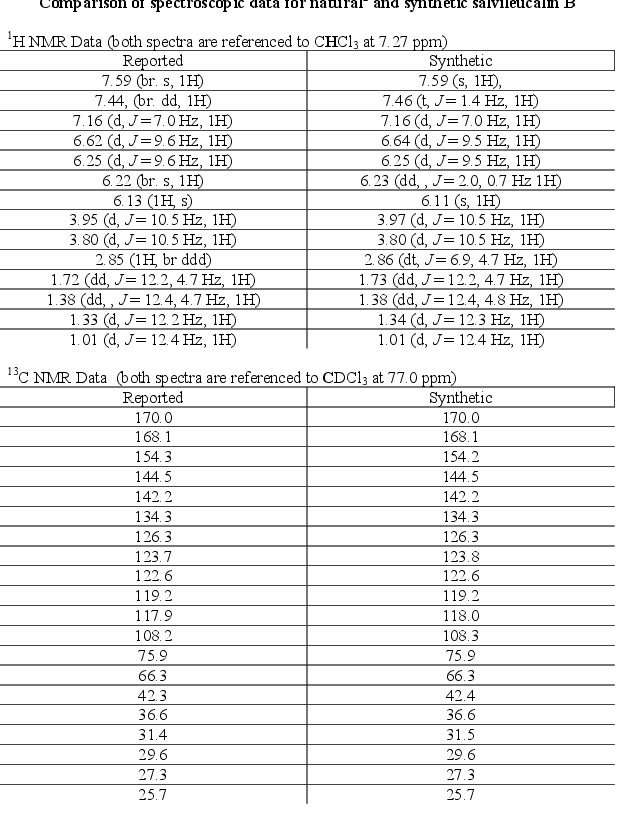 Comparison of spectroscopic data for natural and synthetic salvileucalin B
¹H NMR Data (both spectra are referenced to CHCl₃ at 7.27 ppm)
Reported Synthetic
7.59 (br. s, 1H) 7.59 (s, 1H),
7.44, (br. dd, 1H) 7.46 (t, J= 1.4 Hz, 1H)
7.16 (d, J=7.0 Hz, 1H) 7.16 (d, J= 7.0 Hz, 1H)
6.62 (d, J=9.6 Hz, 1H) 6.64 (d, J= 9.5 Hz, 1H)
6.25 (d, J=9.6 Hz, 1H) 6.25 (d, J= 9.5 Hz, 1H)
6.22 (br. s, 1H) 6.23 (dd, , J= 2.0, 0.7 Hz 1H)
6.13 (1H, s) 6.11 (s, 1H)
3.95 (d, J= 10.5 Hz, 1H) 3.97 (d, J= 10.5 Hz, 1H)
3.80 (d, J= 10.5 Hz, 1H) 3.80 (d, J= 10.5 Hz, 1H)
2.85 (1H, br ddd) 2.86 (dt, J= 6.9, 4.7 Hz, 1H)
1.72 (dd, J= 12.2, 4.7 Hz, 1H) 1.73 (dd, J= 12.2, 4.7 Hz, 1H)
1.38 (dd, , J= 12.4, 4.7 Hz, 1H) 1.38 (dd, J= 12.4, 4.8 Hz, 1H)
1.33 (d, J= 12.2 Hz, 1H) 1.34 (d, J= 12.3 Hz, 1H)
1.01 (d, J= 12.4 Hz, 1H) 1.01 (d, J= 12.4 Hz, 1H)
¹³C NMR Data (both spectra are referenced to CDCl₃ at 77.0 ppm)
Reported Synthetic
170.0 170.0
168.1 168.1
154.3 154.2
144.5 144.5
142.2 142.2
134.3 134.3
126.3 126.3
123.7 123.8
122.6 122.6
119.2 119.2
117.9 118.0
108.2 108.3
75.9 75.9
66.3 66.3
42.3 42.4
36.6 36.6
31.4 31.5
29.6 29.6
27.3 27.3
25.7 25.7